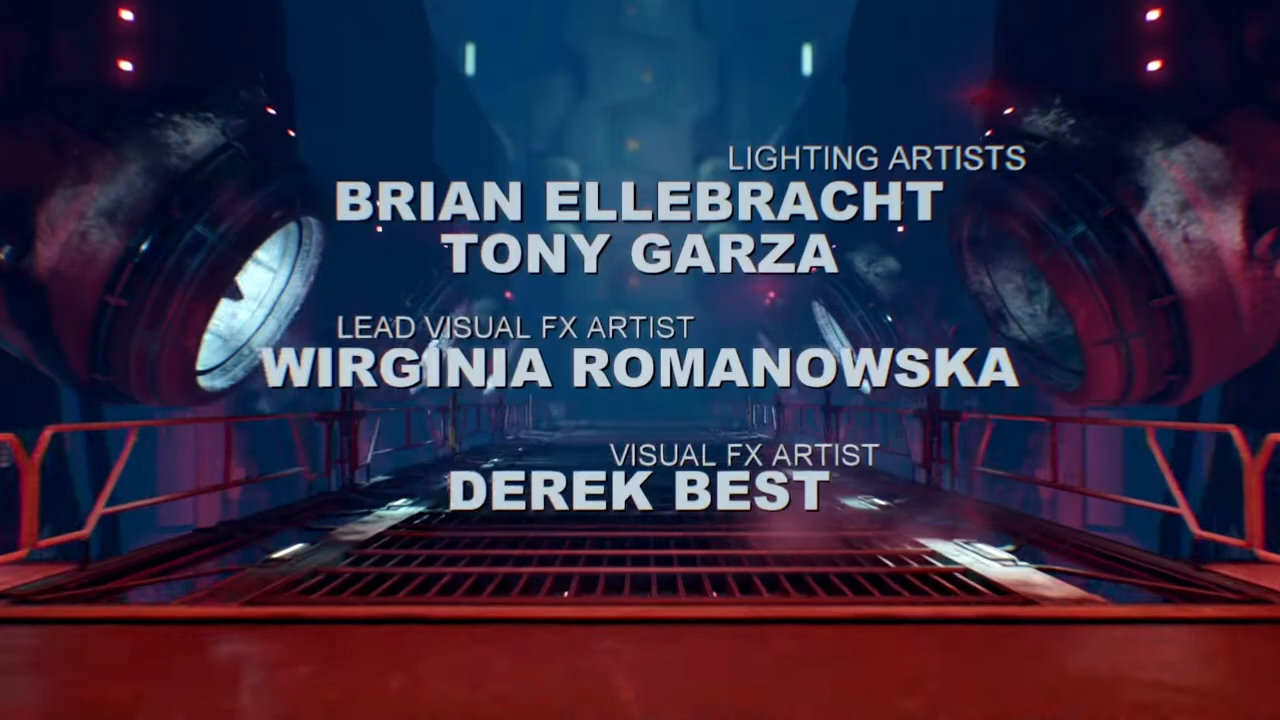 LIGHTING ARTISTS
BRIAN ELLEBRACHT
TONY GARZA
LEAD VISUAL FX ARTIST
WIRGINIA ROMANOWSKA
VISUAL FX ARTIST
DEREK BEST